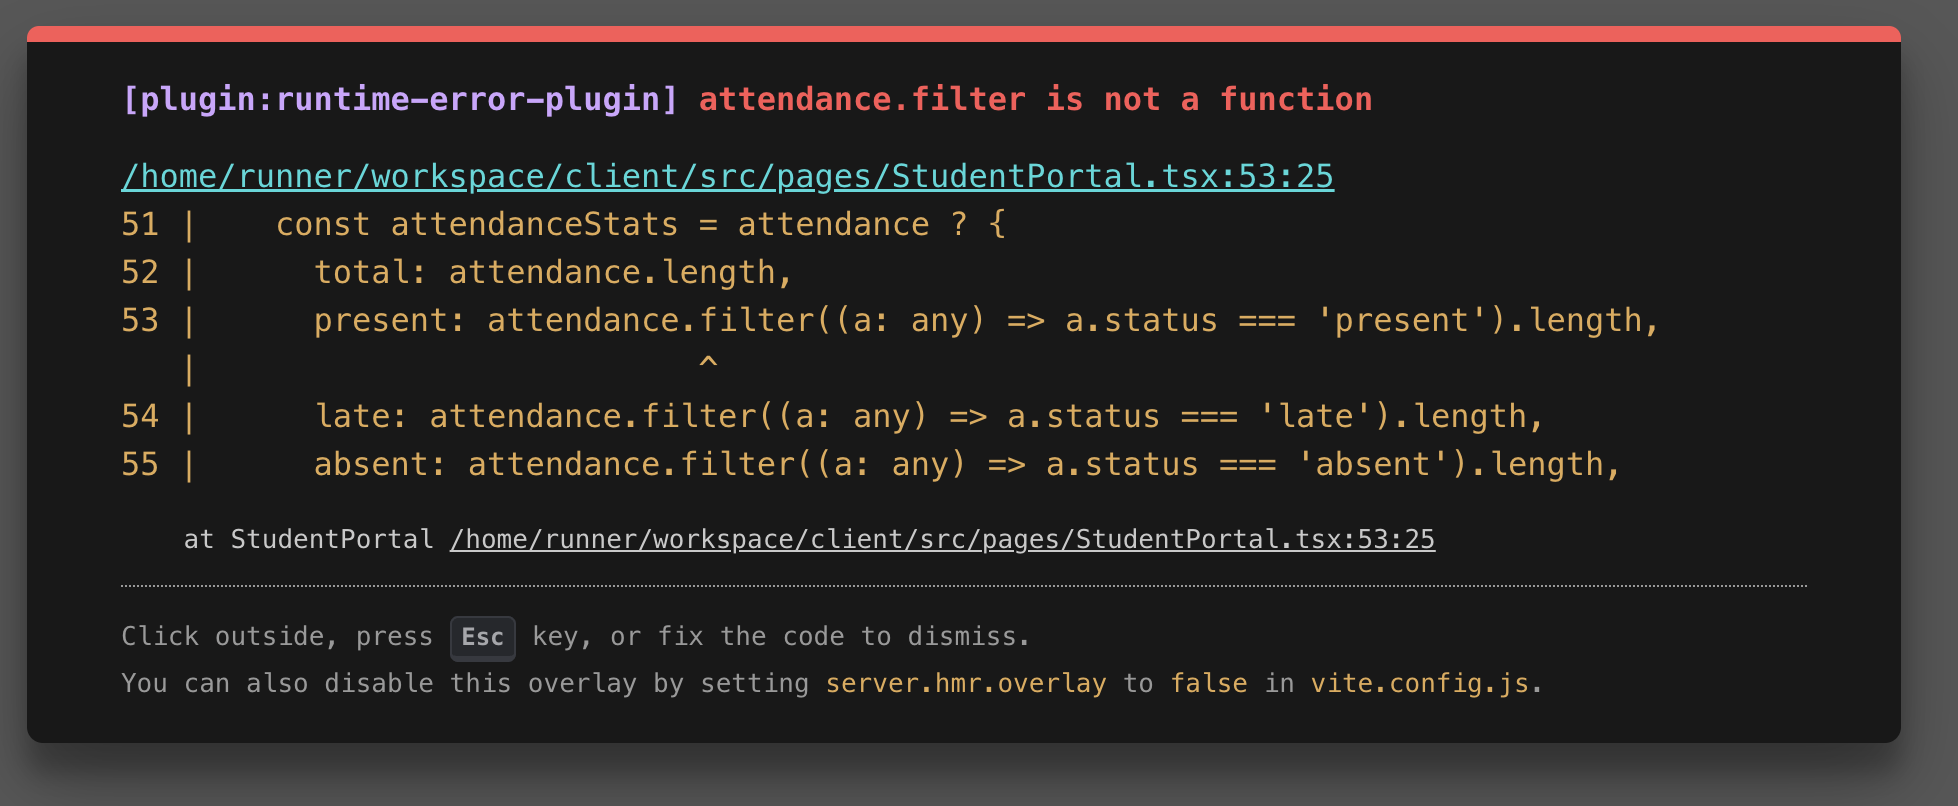 [plugin:runtime-error-plugin] attendance.filter is not a function
/home/runner/workspace/client/src/pages/StudentPortal.tsx:53:25
51 |    const attendanceStats = attendance ? {
52 |      total: attendance.length,
53 |      present: attendance.filter((a: any) => a.status === 'present').length,
   |                          ^
54 |      late: attendance.filter((a: any) => a.status === 'late').length,
55 |      absent: attendance.filter((a: any) => a.status === 'absent').length,
at StudentPortal /home/runner/workspace/client/src/pages/StudentPortal.tsx:53:25
Click outside, press Esc key, or fix the code to dismiss.
You can also disable this overlay by setting server.hmr.overlay to false in vite.config.js.